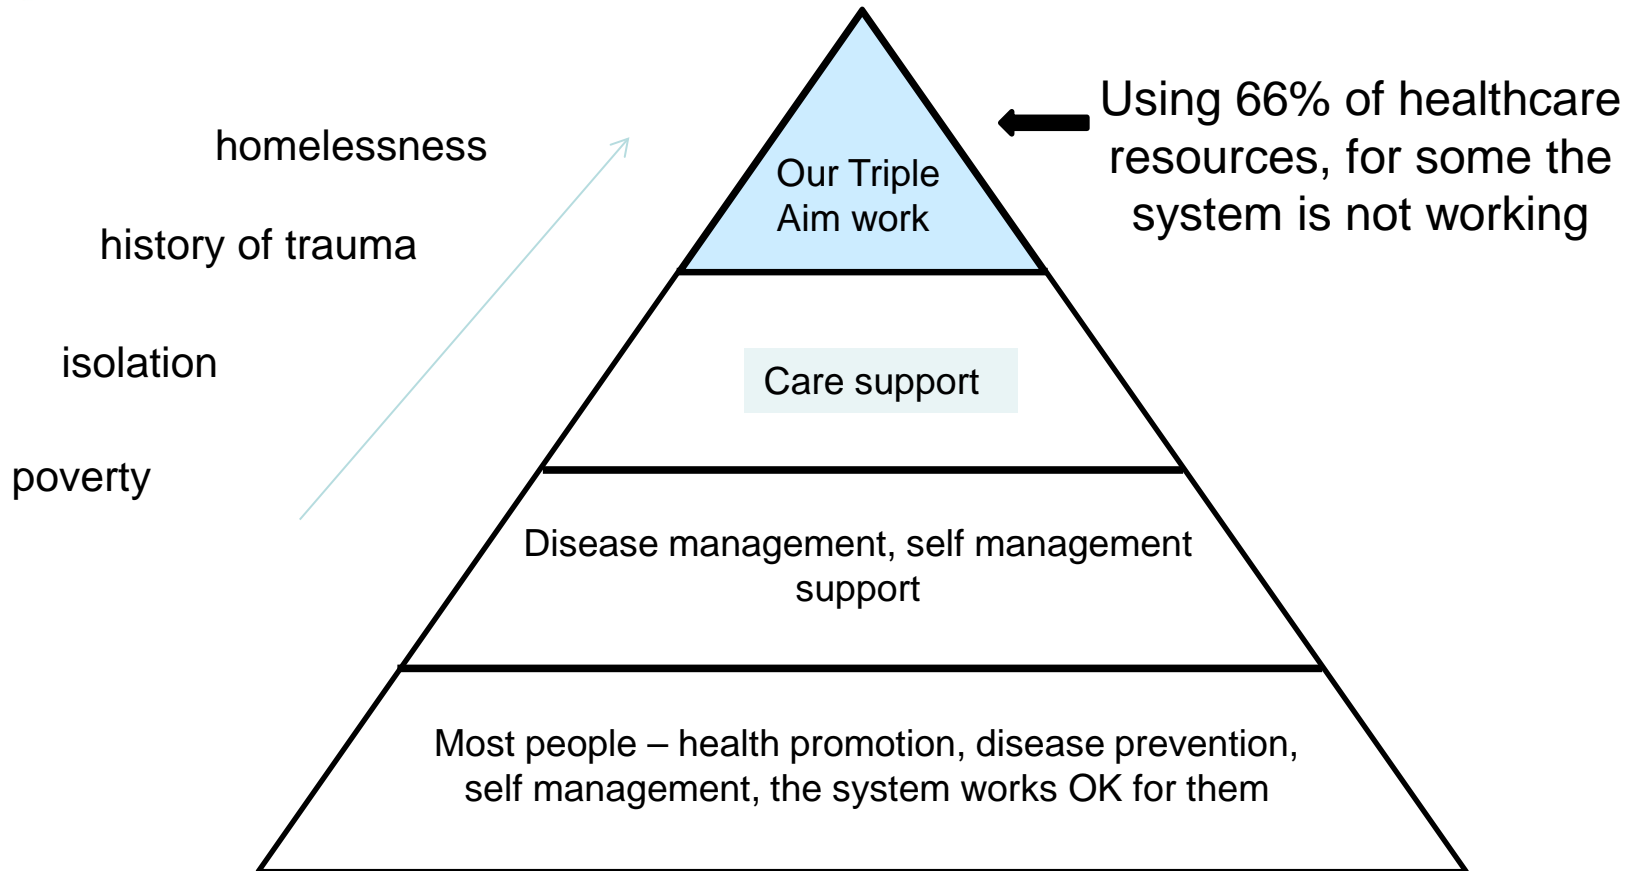 homelessness
history of trauma
isolation
poverty
Our Triple
Aim work
Using 66% of healthcare
resources, for some the
system is not working
Care support
Disease management, self management
support
Most people – health promotion, disease prevention,
self management, the system works OK for them